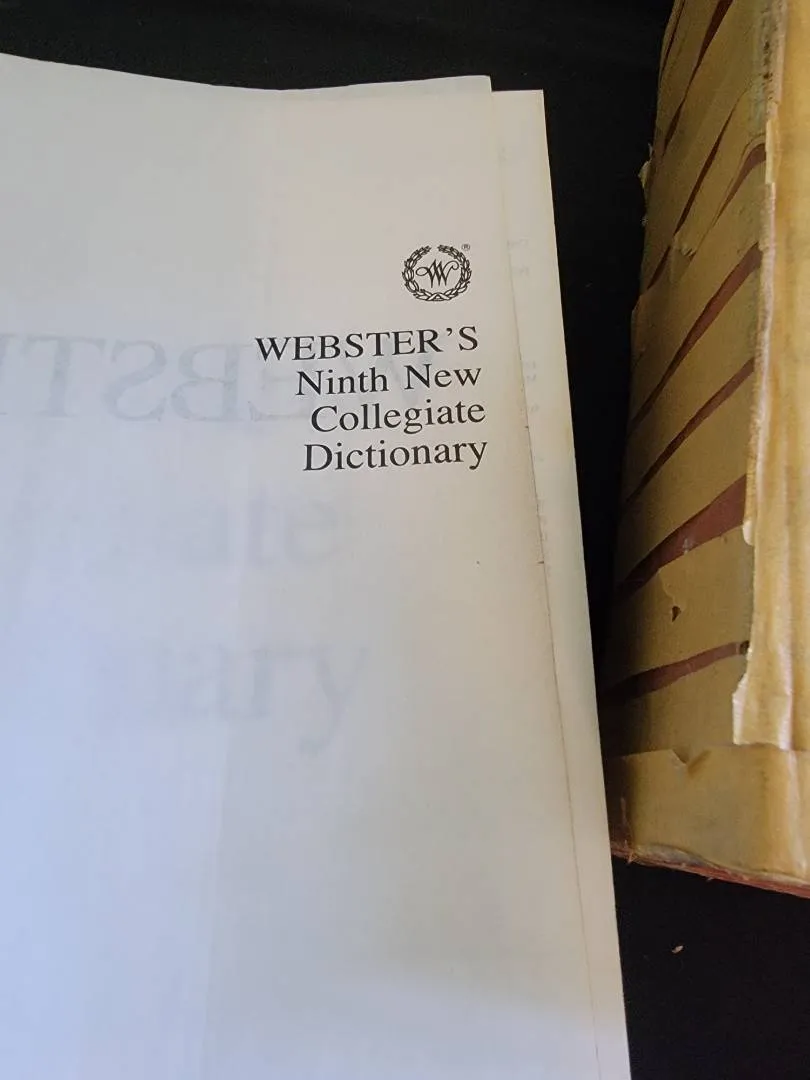 ®
WEBSTER'S
Ninth New
Collegiate
Dictionary